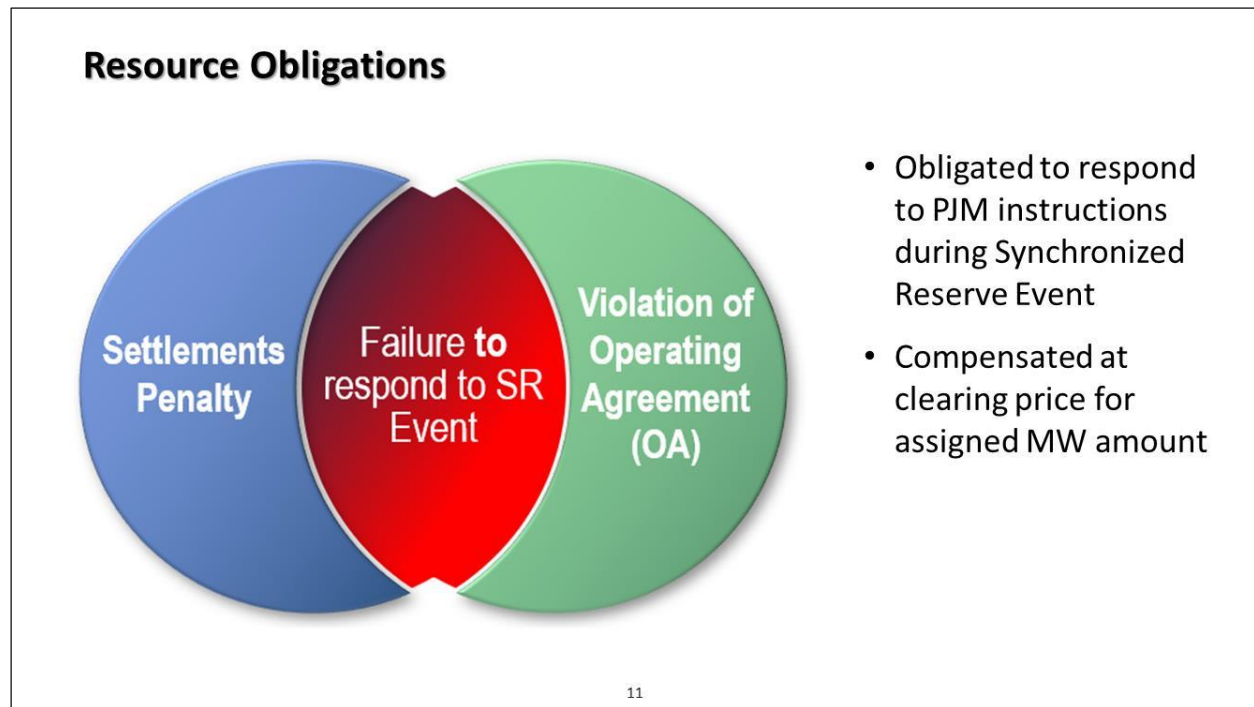 Resource Obligations
Settlements
Penalty
Failure to
respond to SR
Event
Violation of
Operating
Agreement
(OA)
• Obligated to respond
to PJM instructions
during Synchronized
Reserve Event
• Compensated at
clearing price for
assigned MW amount
11